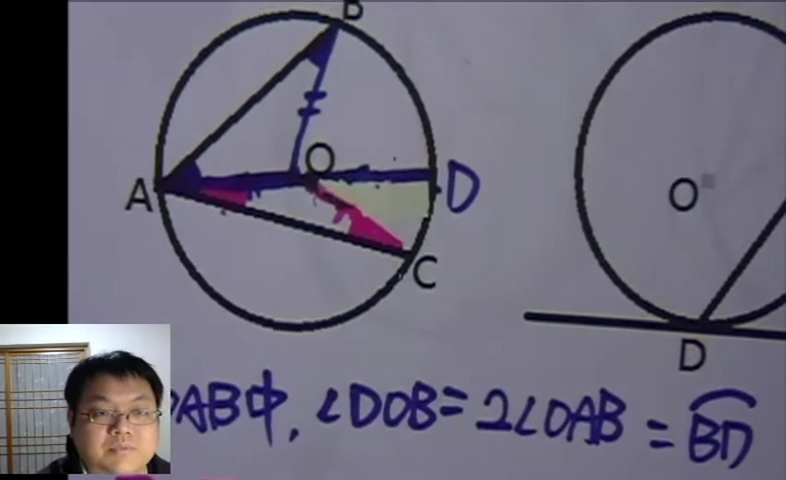 B
O
A
D
C
O
D
AB中, ∠DOB = 2∠OAB = BD